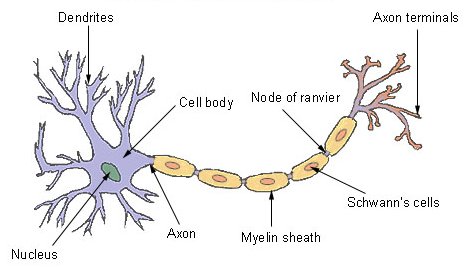 Dendrites
Axon terminals
Cell body
Node of ranvier
Schwann's cells
Axon
Myelin sheath
Nucleus